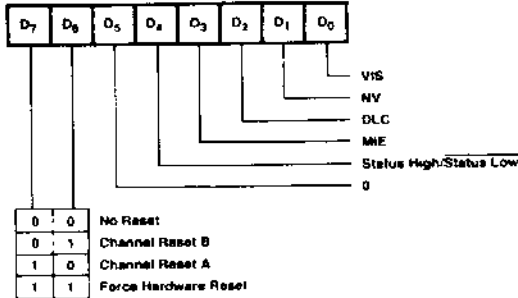 D7 D6 D5 D4 D3 D2 D1 D0
VIS
NV
DLC
MIE
Status High/Status Low
0
0 0 No Reset
0 1 Channel Reset B
1 0 Channel Reset A
1 1 Force Hardware Reset